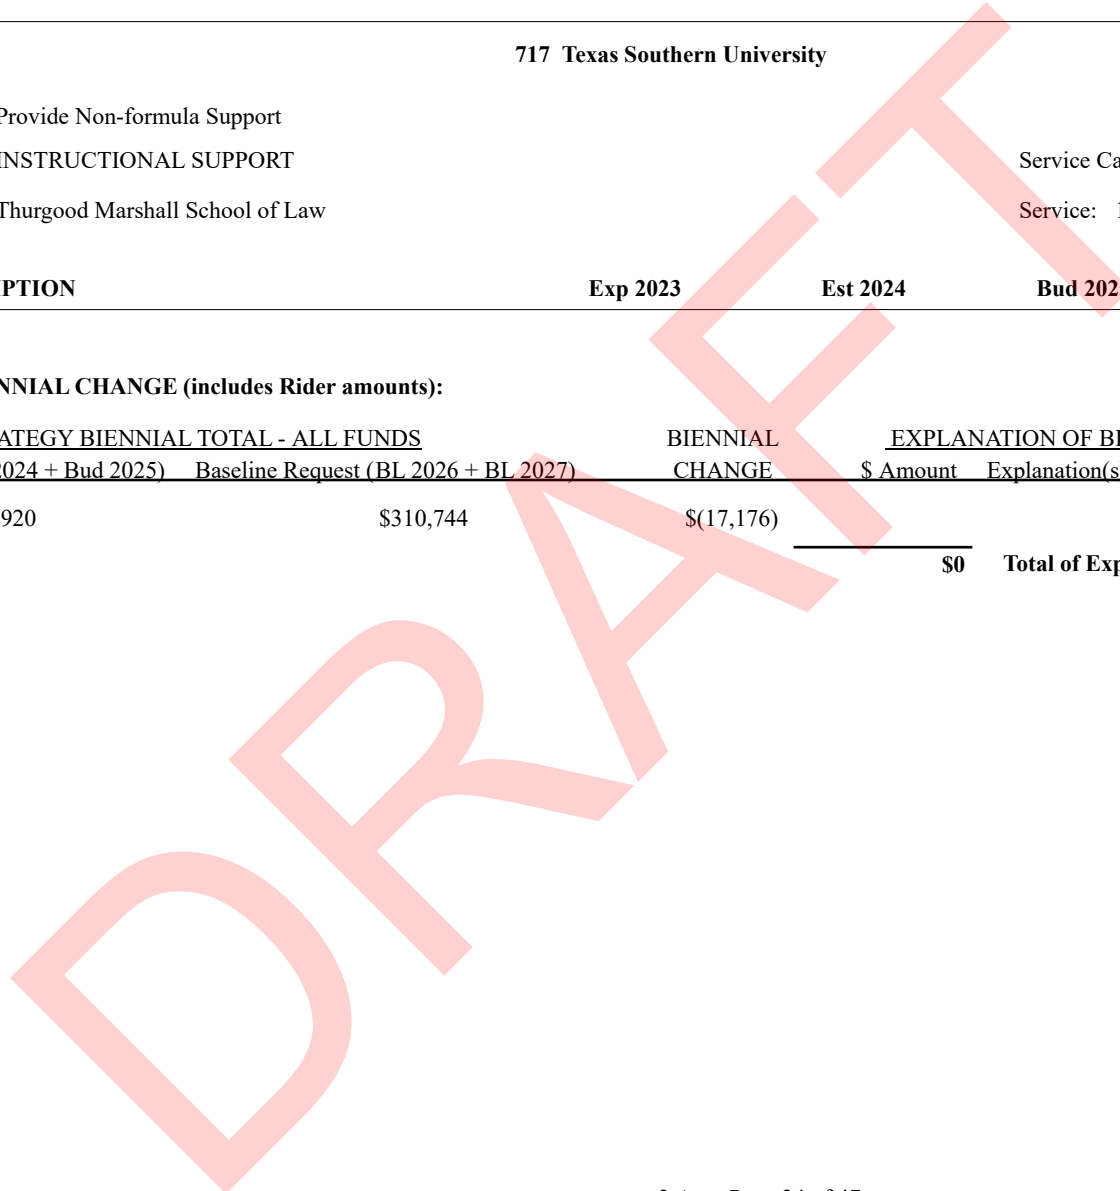 717 Texas Southern University
Provide Non-formula Support
INSTRUCTIONAL SUPPORT
Service Ca
Thurgood Marshall School of Law
Service:
PTION Exp 2023 Est 2024 Bud 202
NNIAL CHANGE (includes Rider amounts):
ATEGY BIENNIAL TOTAL - ALL FUNDS BIENNIAL EXPLANATION OF BI
2024 + Bud 2025) Baseline Request (BL 2026 + BL 2027) CHANGE $ Amount Explanation(s
920 $310,744 $(17,176)
$0 Total of Exp
DRAFT